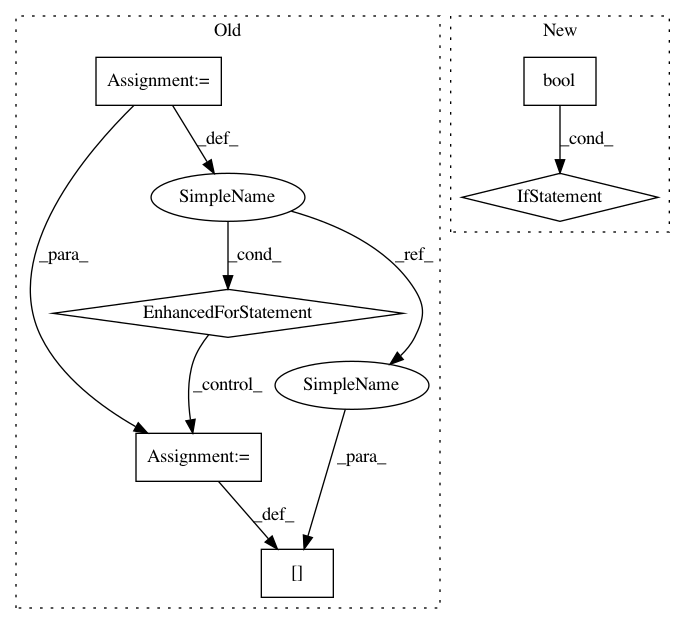 Old
New
Assignment:=
bool
_def_
_cond_
SimpleName
IfStatement
_para_
_cond_
_ref_
EnhancedForStatement
_control_
SimpleName
Assignment:=
_para_
_def_
[]